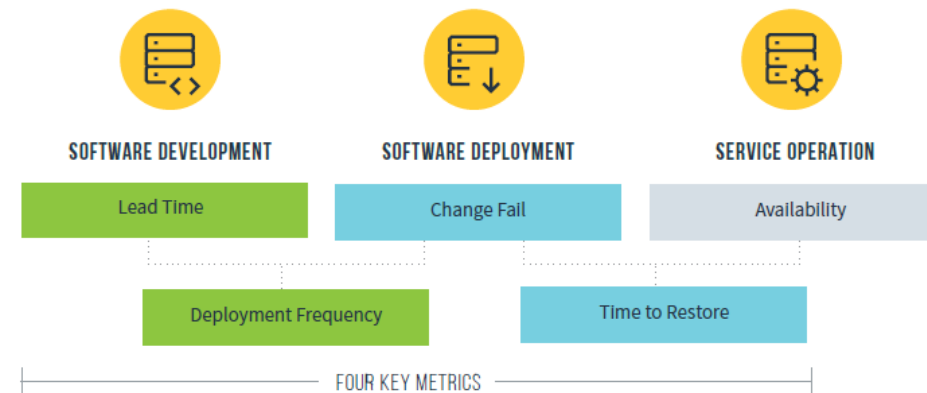 SOFTWARE DEVELOPMENT
SOFTWARE DEPLOYMENT
SERVICE OPERATION
Lead Time
Change Fail
Availability
Deployment Frequency
Time to Restore
FOUR KEY METRICS